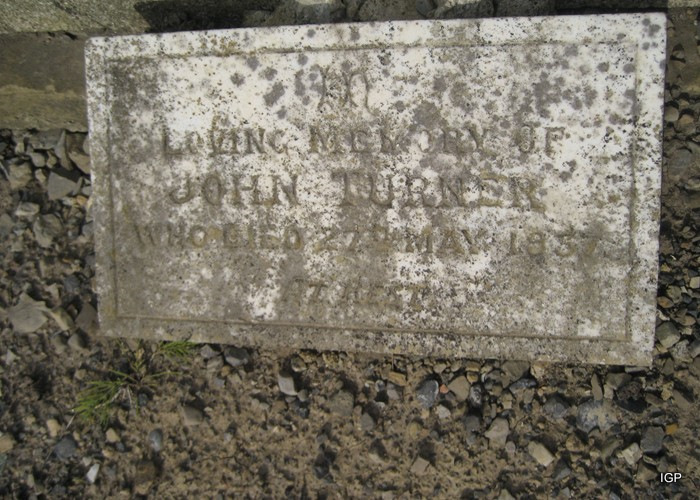 In
LOVING MEMORY OF
JOHN TURNER
WHO DIED 27TH MAY 1937
AT REST
IGP